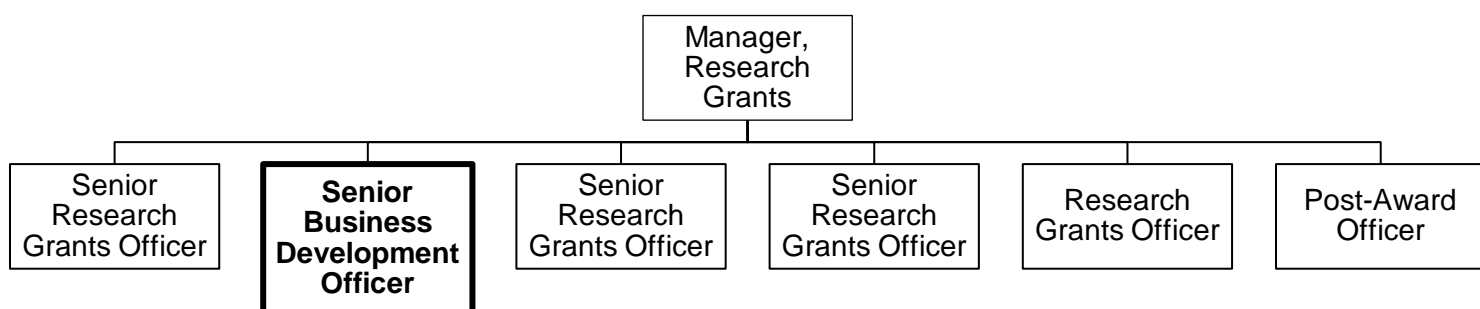 Manager,
Research
Grants
Senior
Research
Grants Officer
Senior
Business
Development
Officer
Senior
Research
Grants Officer
Senior
Research
Grants Officer
Research
Grants Officer
Post-Award
Officer